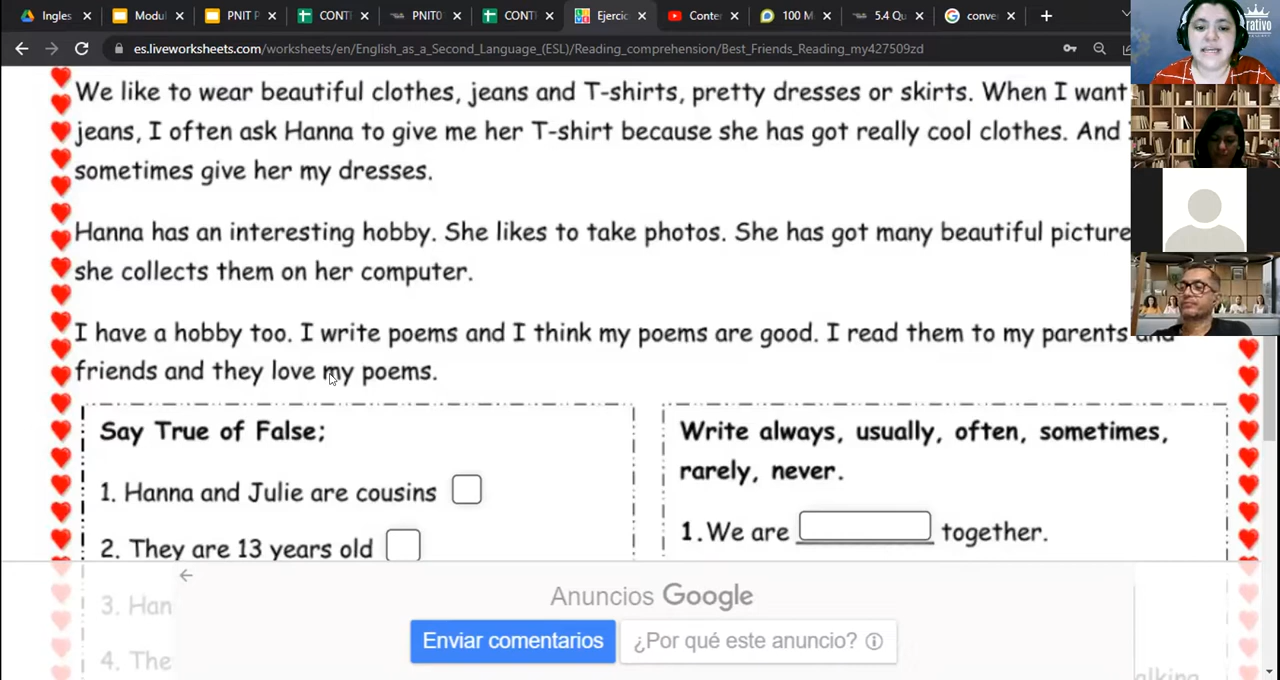 Ingles
Modul
PNIT P
CONTI
PNIT0
CONT
Ejercic
Conter
100 M
5.4 Qu
conve
es.liveworksheets.com/worksheets/en/English_as_a_Second_Language_(ESL)/Reading_comprehension/Best_Friends_Reading_my427509zd
rativo
We like to wear beautiful clothes, jeans and T-shirts, pretty dresses or skirts. When I want
jeans, I often ask Hanna to give me her T-shirt because she has got really cool clothes. And
sometimes give her my dresses.
Hanna has an interesting hobby. She likes to take photos. She has got many beautiful picture
she collects them on her computer.
I have a hobby too. I write poems and I think my poems are good. I read them to my parents and
friends and they love my poems.
Say True of False;
1. Hanna and Julie are cousins
2. They are 13 years old
3. Han
4. The
Write always, usually, often, sometimes,
rarely, never.
1. We are together.
alking
Anuncios Google
Enviar comentarios
¿Por qué este anuncio?